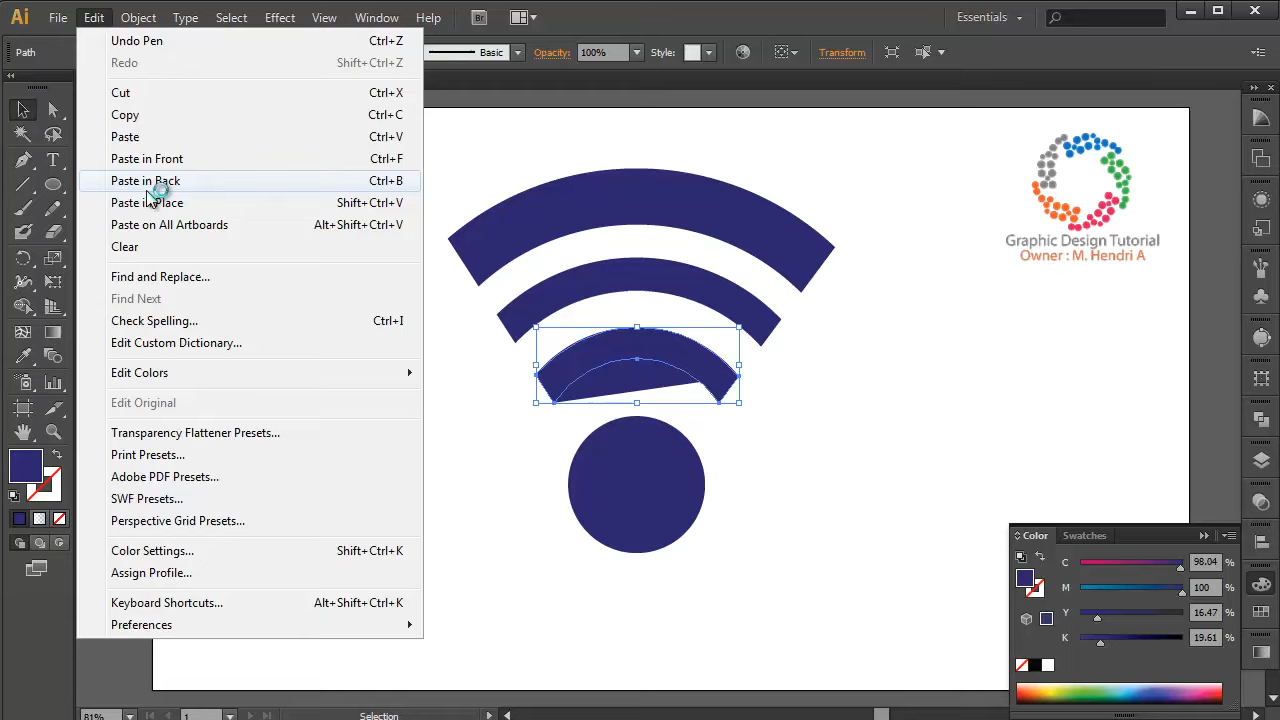 Ai File Edit Object Type Select Effect View Window Help Br Essentials
Path Basic Opacity: 100% Style: Transform
Undo Pen Ctrl+Z
Redo Shift+Ctrl+Z
Cut Ctrl+X
Copy Ctrl+C
Paste Ctrl+V
Paste in Front Ctrl+F
Paste in Back Ctrl+B
Paste in Place Shift+Ctrl+V
Paste on All Artboards Alt+Shift+Ctrl+V
Clear
Find and Replace...
Find Next
Check Spelling... Ctrl+I
Edit Custom Dictionary...
Edit Colors
Edit Original
Transparency Flattener Presets...
Print Presets...
Adobe PDF Presets...
SWF Presets...
Perspective Grid Presets...
Color Settings... Shift+Ctrl+K
Assign Profile...
Keyboard Shortcuts... Alt+Shift+Ctrl+K
Preferences
Graphic Design Tutorial
Owner : M. Hendri A
Color Swatches
C 98.04 %
M 100 %
Y 16.47 %
K 19.61 %
81% 1 Selection